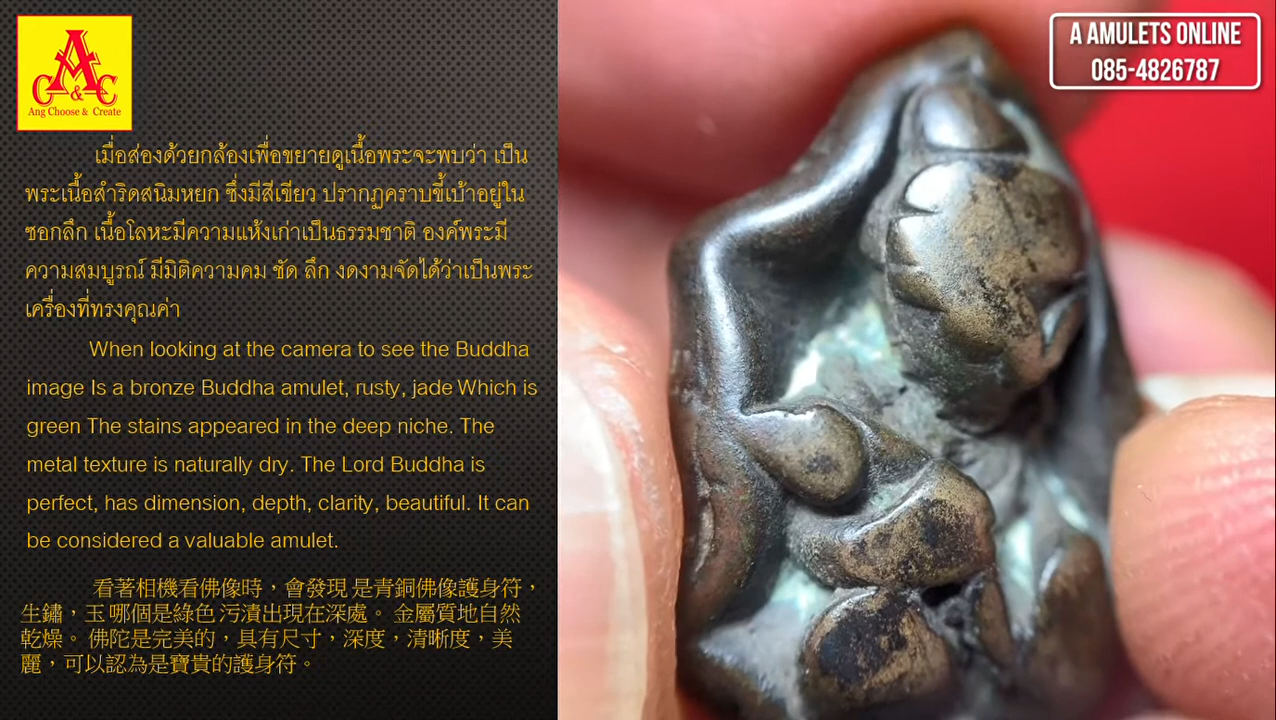 CA&C
Ang Choose & Create
A AMULETS ONLINE
085-4826787
เมื่อส่องด้วยกล้องเพื่อขยายดูเนื้อพระจะพบว่า เป็น
พระเนื้อสำริดสนิมหยก ซึ่งมีสีเขียว ปรากฏคราบขี้เบ้าอยู่ใน
ซอกลึก เนื้อโลหะมีความแห้งเก่าเป็นธรรมชาติ องค์พระมี
ความสมบูรณ์ มีมิติความคม ชัด ลึก งดงามจัดได้ว่าเป็นพระ
เครื่องที่ทรงคุณค่า
When looking at the camera to see the Buddha
image Is a bronze Buddha amulet, rusty, jade Which is
green The stains appeared in the deep niche. The
metal texture is naturally dry. The Lord Buddha is
perfect, has dimension, depth, clarity, beautiful. It can
be considered a valuable amulet.
看著相機看佛像時，會發現 是青銅佛像護身符，
生鏽，玉 哪個是綠色 污漬出現在深處。 金屬質地自然
乾燥。 佛陀是完美的，具有尺寸，深度，清晰度，美
麗，可以認為是寶貴的護身符。